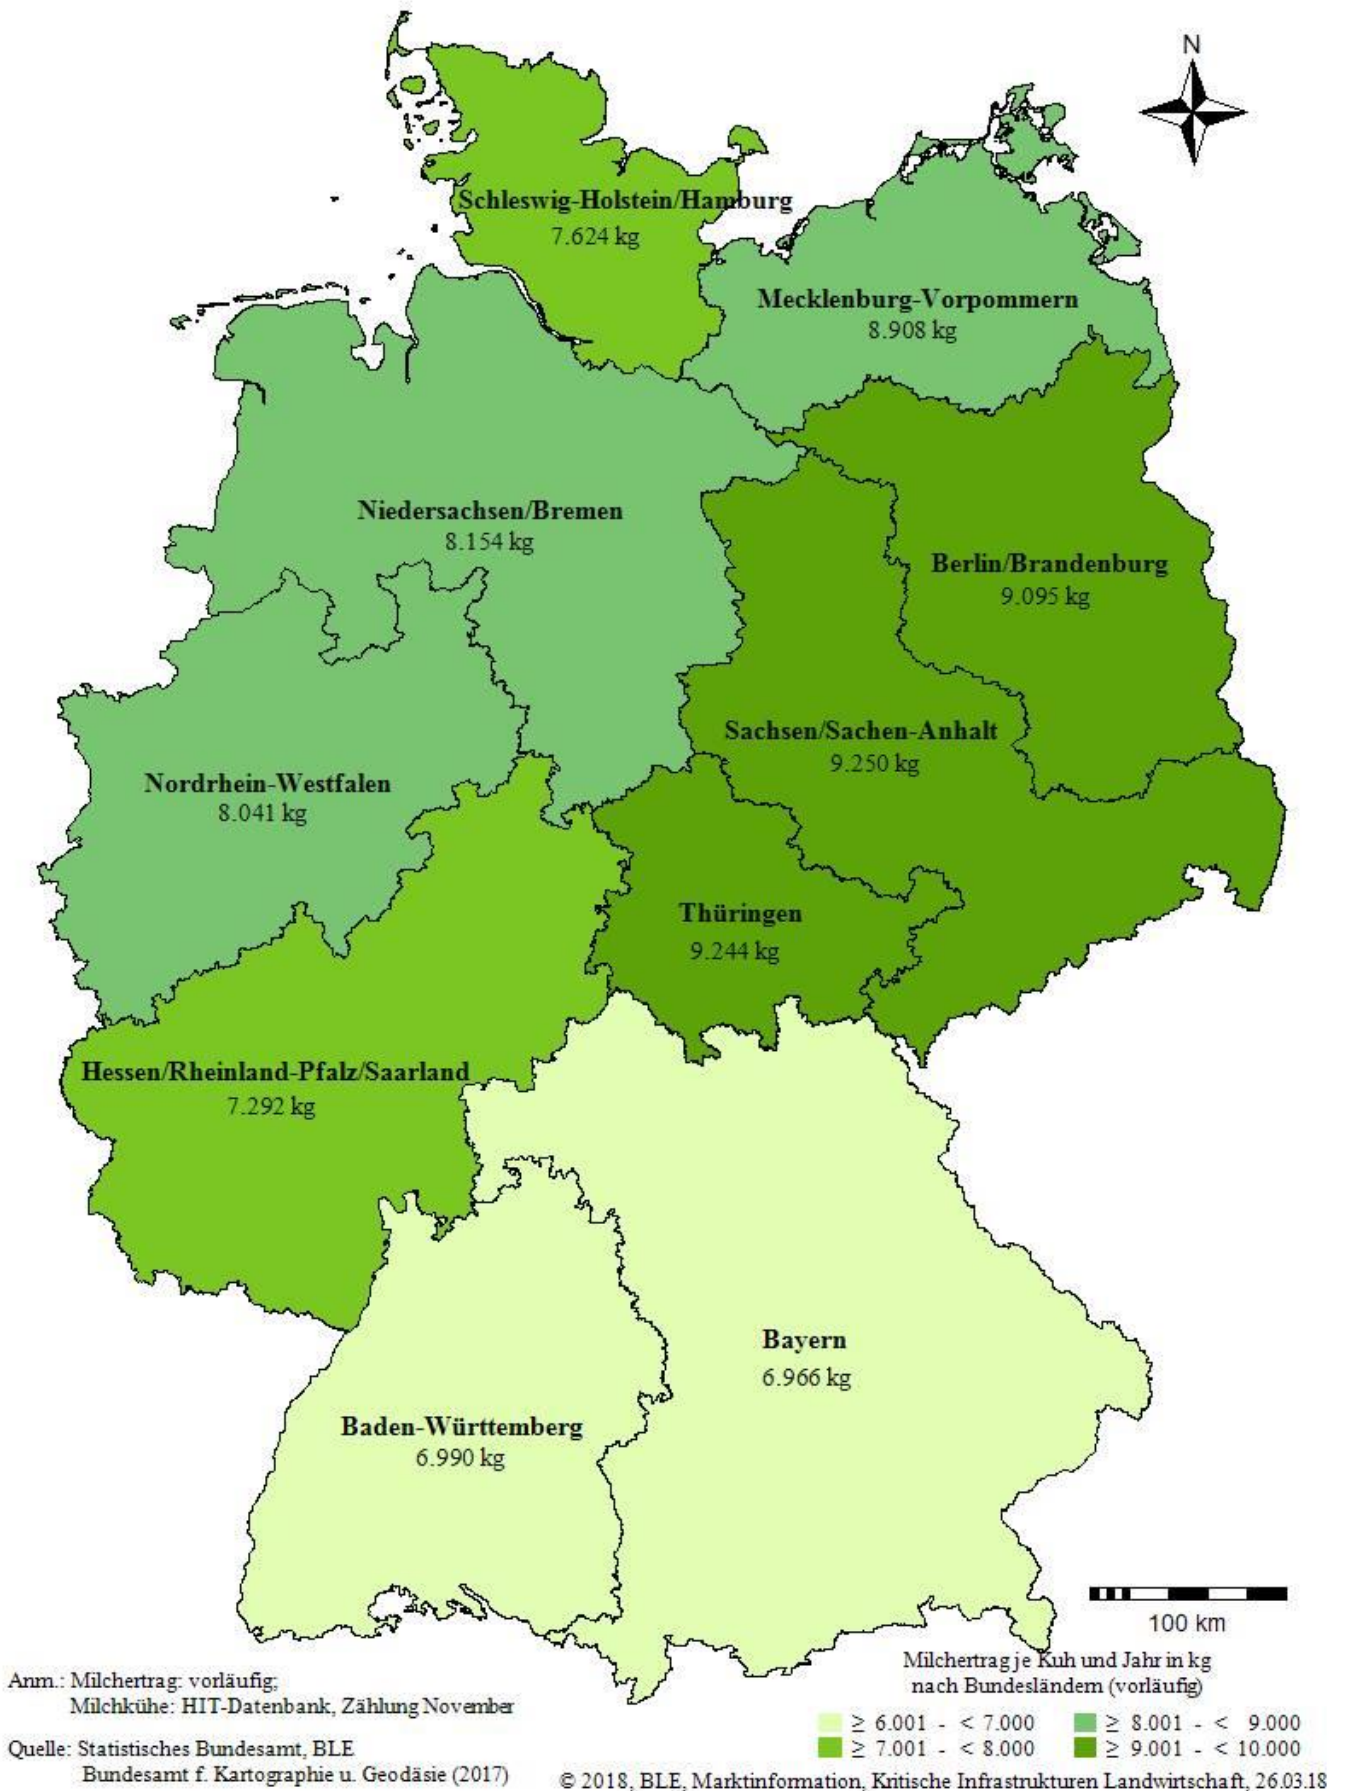 N
Schleswig-Holstein/Hamburg
7.624 kg
Mecklenburg-Vorpommern
8.908 kg
Niedersachsen/Bremen
8.154 kg
Berlin/Brandenburg
9.095 kg
Sachsen/Sachen-Anhalt
9.250 kg
Nordrhein-Westfalen
8.041 kg
Thüringen
9.244 kg
Hessen/Rheinland-Pfalz/Saarland
7.292 kg
Bayern
6.966 kg
Baden-Württemberg
6.990 kg
100 km
Anm.: Milchertrag: vorläufig;
Milchkühe: HIT-Datenbank, Zählung November
Quelle: Statistisches Bundesamt, BLE
Bundesamt f. Kartographie u. Geodäsie (2017)
Milchertrag je Kuh und Jahr in kg
nach Bundesländern (vorläufig)
≥ 6.001 - < 7.000 ≥ 8.001 - < 9.000
≥ 7.001 - < 8.000 ≥ 9.001 - < 10.000
© 2018, BLE, Marktinformation, Kritische Infrastrukturen Landwirtschaft, 26.03.18